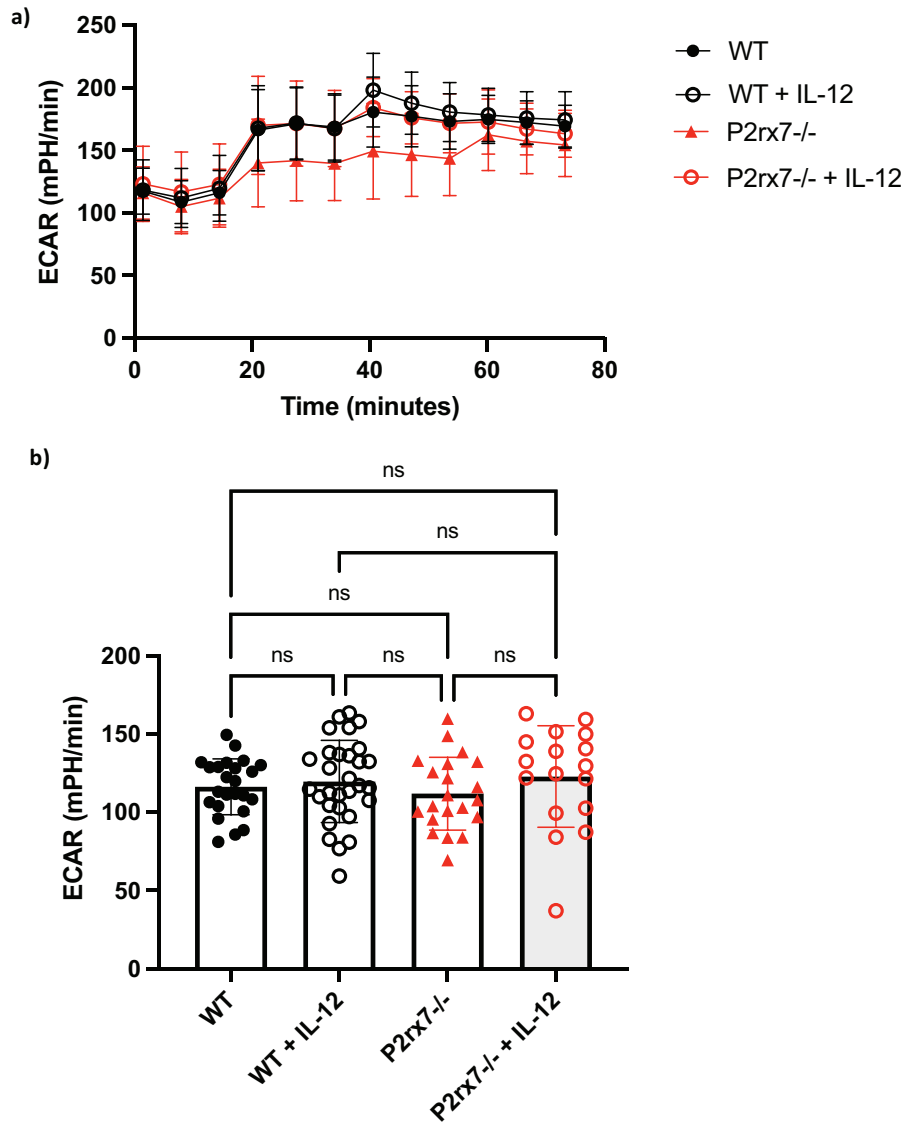 a)
250
200
150
100
50
0
ECAR (mPH/min)
0 20 40 60 80
Time (minutes)
WT
WT + IL-12
P2rx7-/-
P2rx7-/- + IL-12
b)
ns
ns
ns
ns ns ns
200
150
100
50
0
ECAR (mPH/min)
WT
WT + IL-12
P2rx7-/-
P2rx7-/- + IL-12